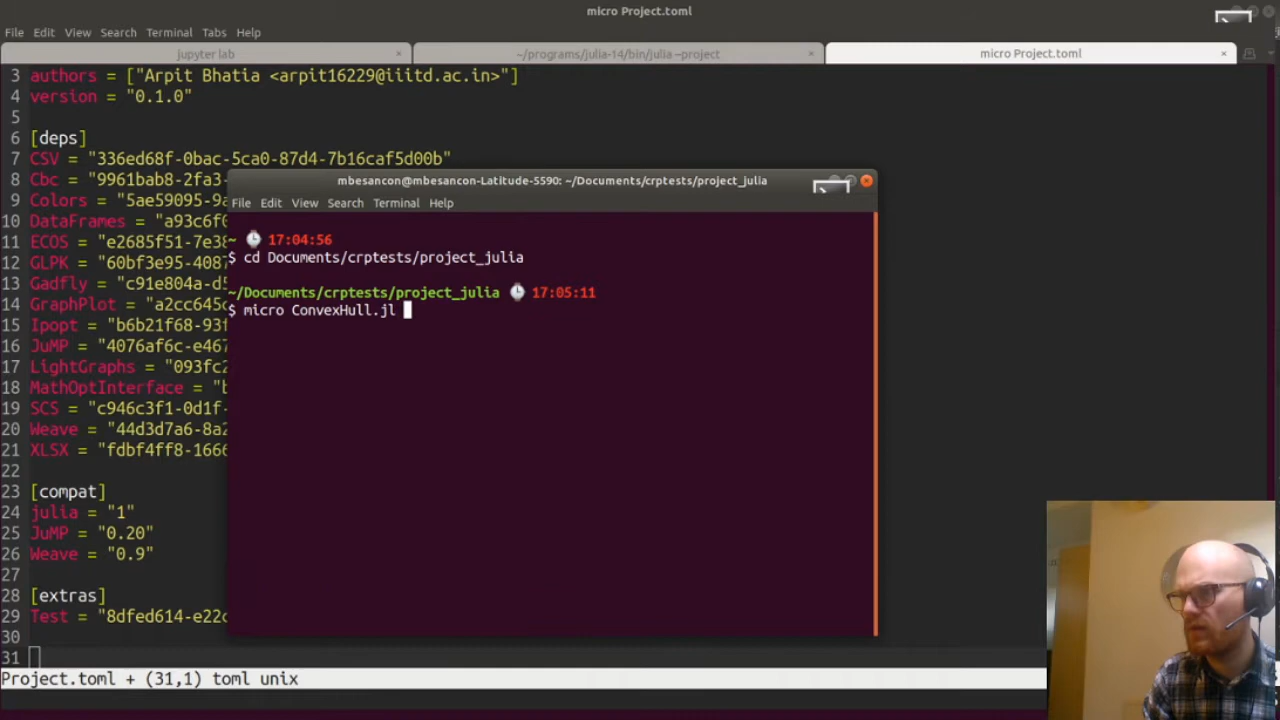 micro Project.toml
File Edit View Search Terminal Tabs Help
jupyter lab × ~/programs/julia-14/bin/julia --project × micro Project.toml ×
3 authors = ["Arpit Bhatia <arpit16229@iiitd.ac.in>"]
4 version = "0.1.0"
5
6 [deps]
7 CSV = "336ed68f-0bac-5ca0-87d4-7b16caf5d00b"
8 Cbc = "9961bab8-2fa3-
9 Colors = "5ae59095-9a
10 DataFrames = "a93c6f0
11 ECOS = "e2685f51-7e38
12 GLPK = "60bf3e95-4087
13 Gadfly = "c91e804a-d5
14 GraphPlot = "a2cc645c
15 Ipopt = "b6b21f68-93f
16 JuMP = "4076af6c-e467
17 LightGraphs = "093fc2
18 MathOptInterface = "b
19 SCS = "c946c3f1-0d1f-
20 Weave = "44d3d7a6-8a2
21 XLSX = "fdbf4ff8-1666
22
23 [compat]
24 julia = "1"
25 JuMP = "0.20"
26 Weave = "0.9"
27
28 [extras]
29 Test = "8dfed614-e22c
30
31
Project.toml + (31,1) toml unix
mbesancon@mbesancon-Latitude-5590: ~/Documents/crptests/project_julia
File Edit View Search Terminal Help
~ 17:04:56
$ cd Documents/crptests/project_julia
~/Documents/crptests/project_julia 17:05:11
$ micro ConvexHull.jl